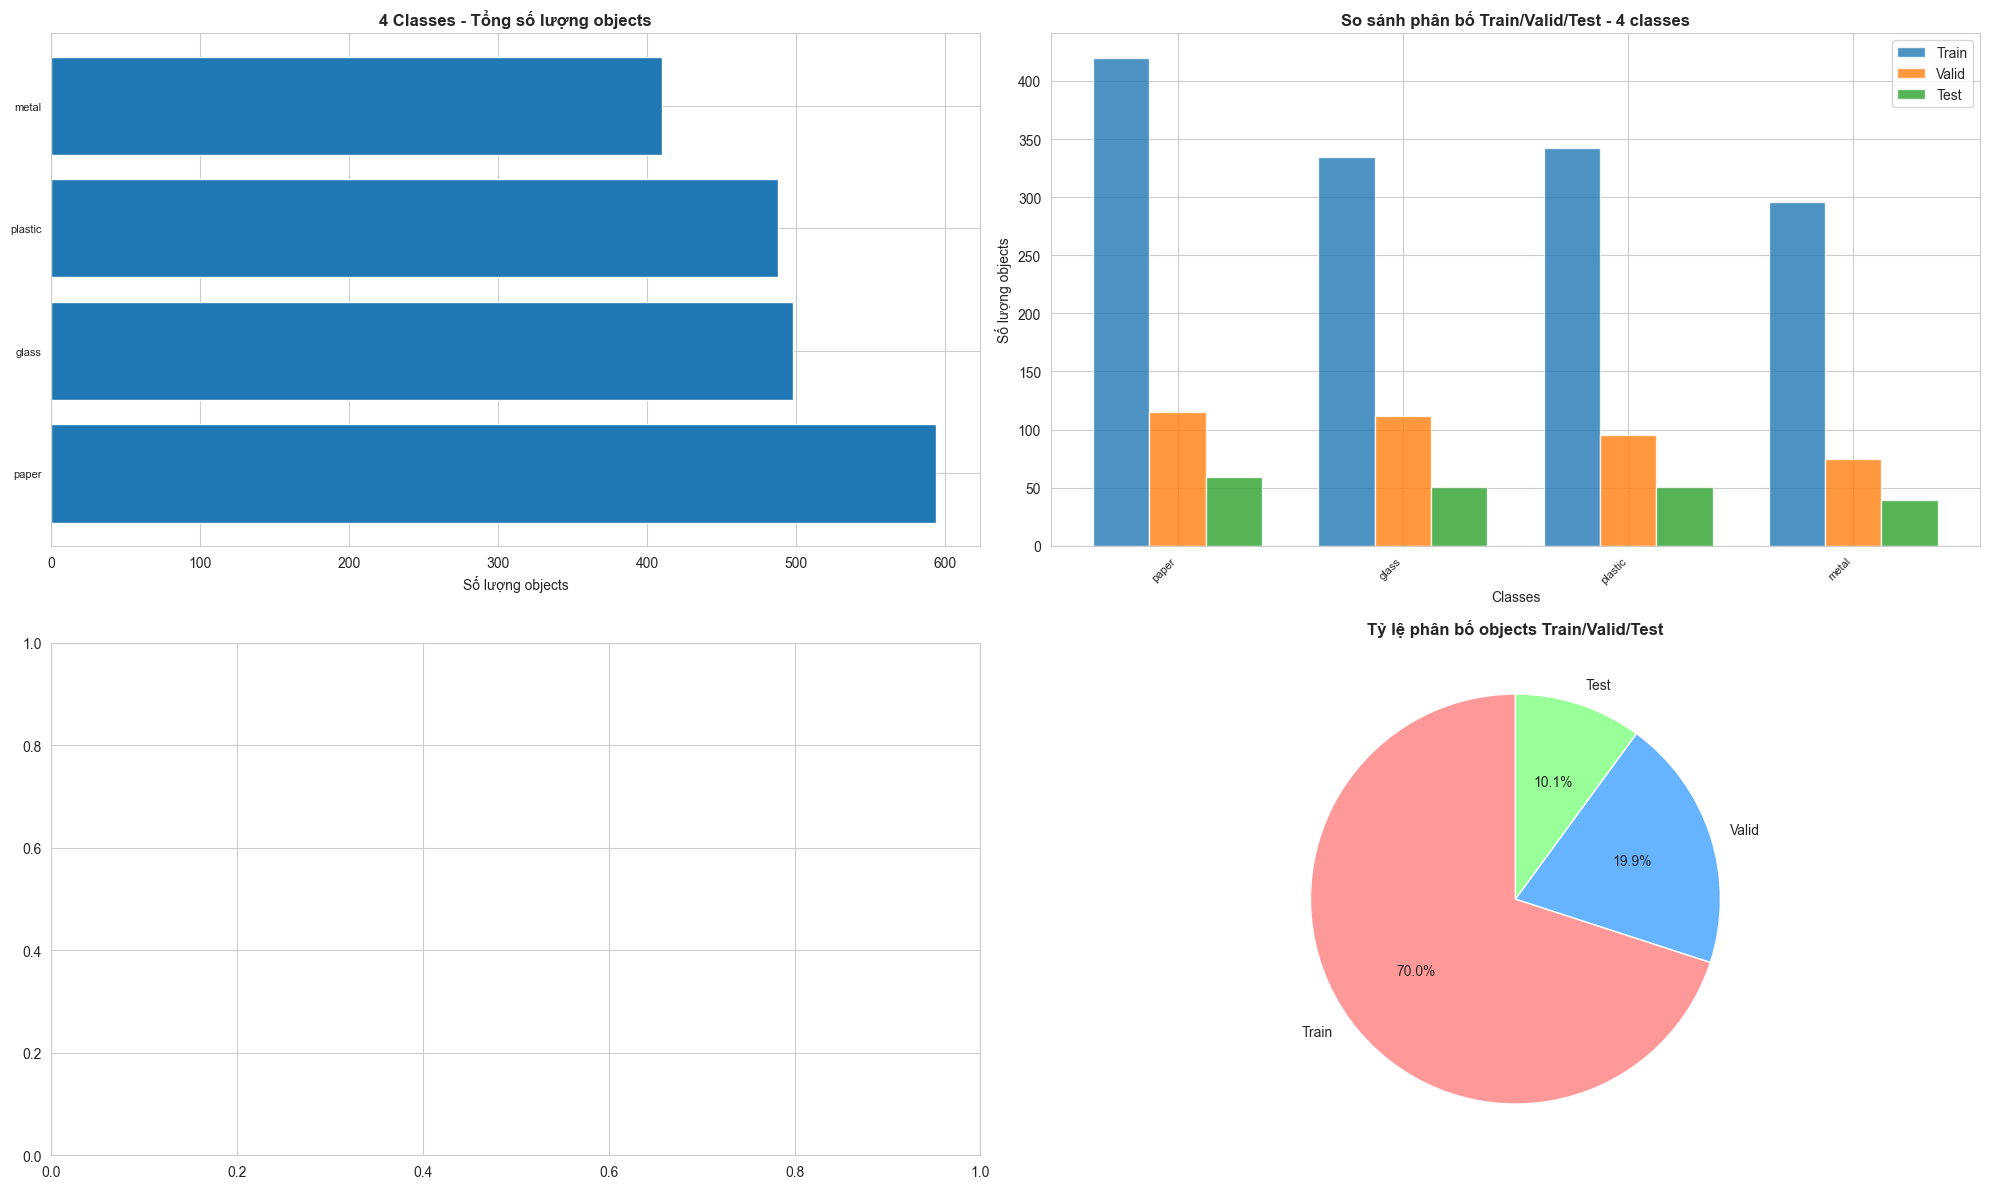 4 Classes - Tổng số lượng objects
metal
plastic
glass
paper
0 100 200 300 400 500 600
Số lượng objects
So sánh phân bố Train/Valid/Test - 4 classes
Train
Valid
Test
400
350
300
250
200
150
100
50
0
Số lượng objects
paper glass plastic metal
Classes
1.0
0.8
0.6
0.4
0.2
0.0
0.0 0.2 0.4 0.6 0.8 1.0
Tỷ lệ phân bố objects Train/Valid/Test
Test
10.1%
Valid
19.9%
70.0%
Train